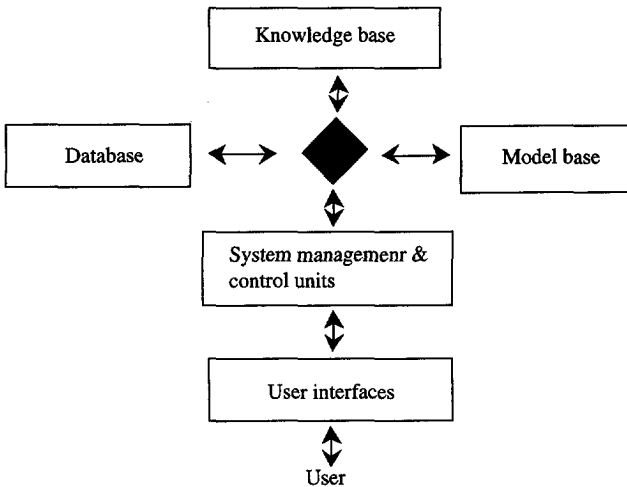 Knowledge base
Database
Model base
System managemenr &
control units
User interfaces
User